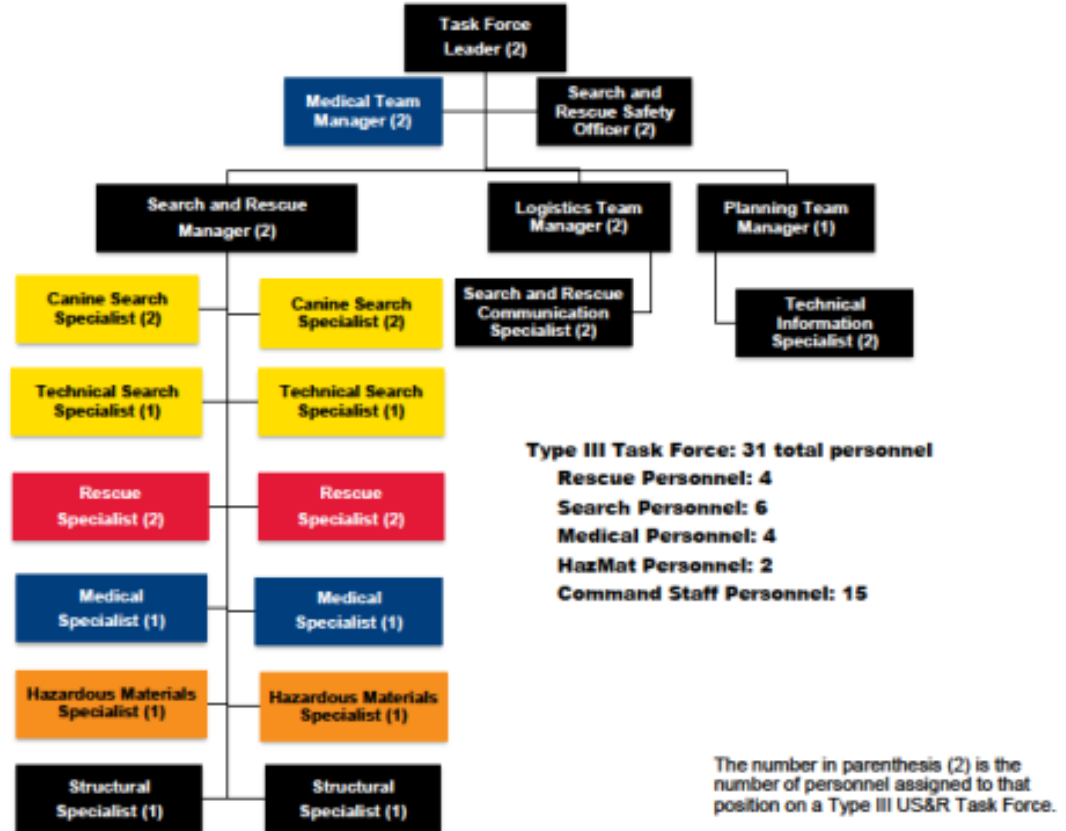 Task Force
Leader (2)
Medical Team
Manager (2)
Search and
Rescue Safety
Officer (2)
Search and Rescue
Manager (2)
Logistics Team
Manager (2)
Planning Team
Manager (1)
Canine Search
Specialist (2)
Canine Search
Specialist (2)
Search and Rescue
Communication
Specialist (2)
Technical
Information
Specialist (2)
Technical Search
Specialist (1)
Technical Search
Specialist (1)
Rescue
Specialist (2)
Rescue
Specialist (2)
Medical
Specialist (1)
Medical
Specialist (1)
Hazardous Materials
Specialist (1)
Hazardous Materials
Specialist (1)
Structural
Specialist (1)
Structural
Specialist (1)
Type III Task Force: 31 total personnel
Rescue Personnel: 4
Search Personnel: 6
Medical Personnel: 4
HazMat Personnel: 2
Command Staff Personnel: 15
The number in parenthesis (2) is the
number of personnel assigned to that
position on a Type III US&R Task Force.